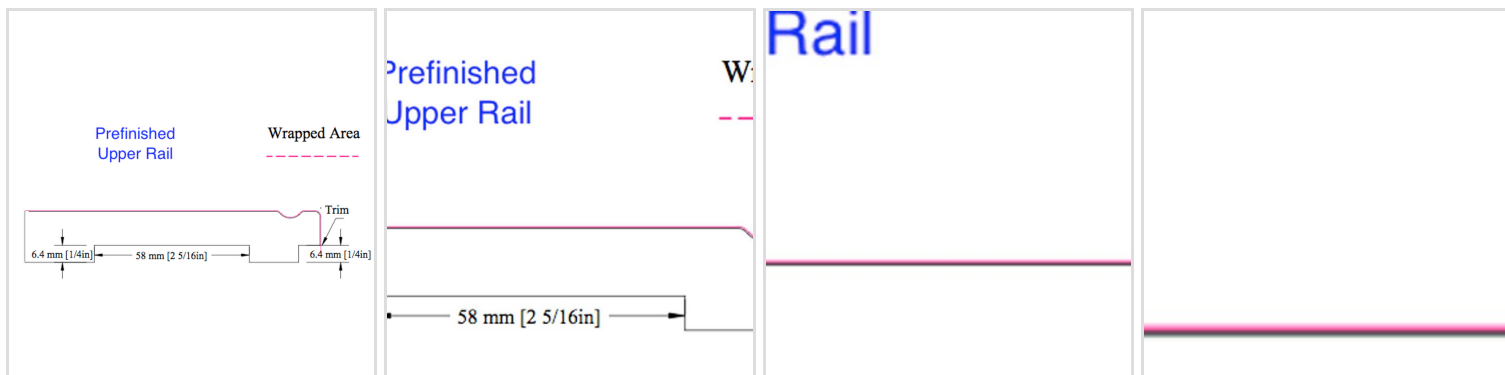 Prefinished
Upper Rail
Wrapped Area
Trim
6.4 mm [1/4in]
58 mm [2 5/16in]
6.4 mm [1/4in]
Prefinished
Upper Rail
W
58 mm [2 5/16in]
Rail